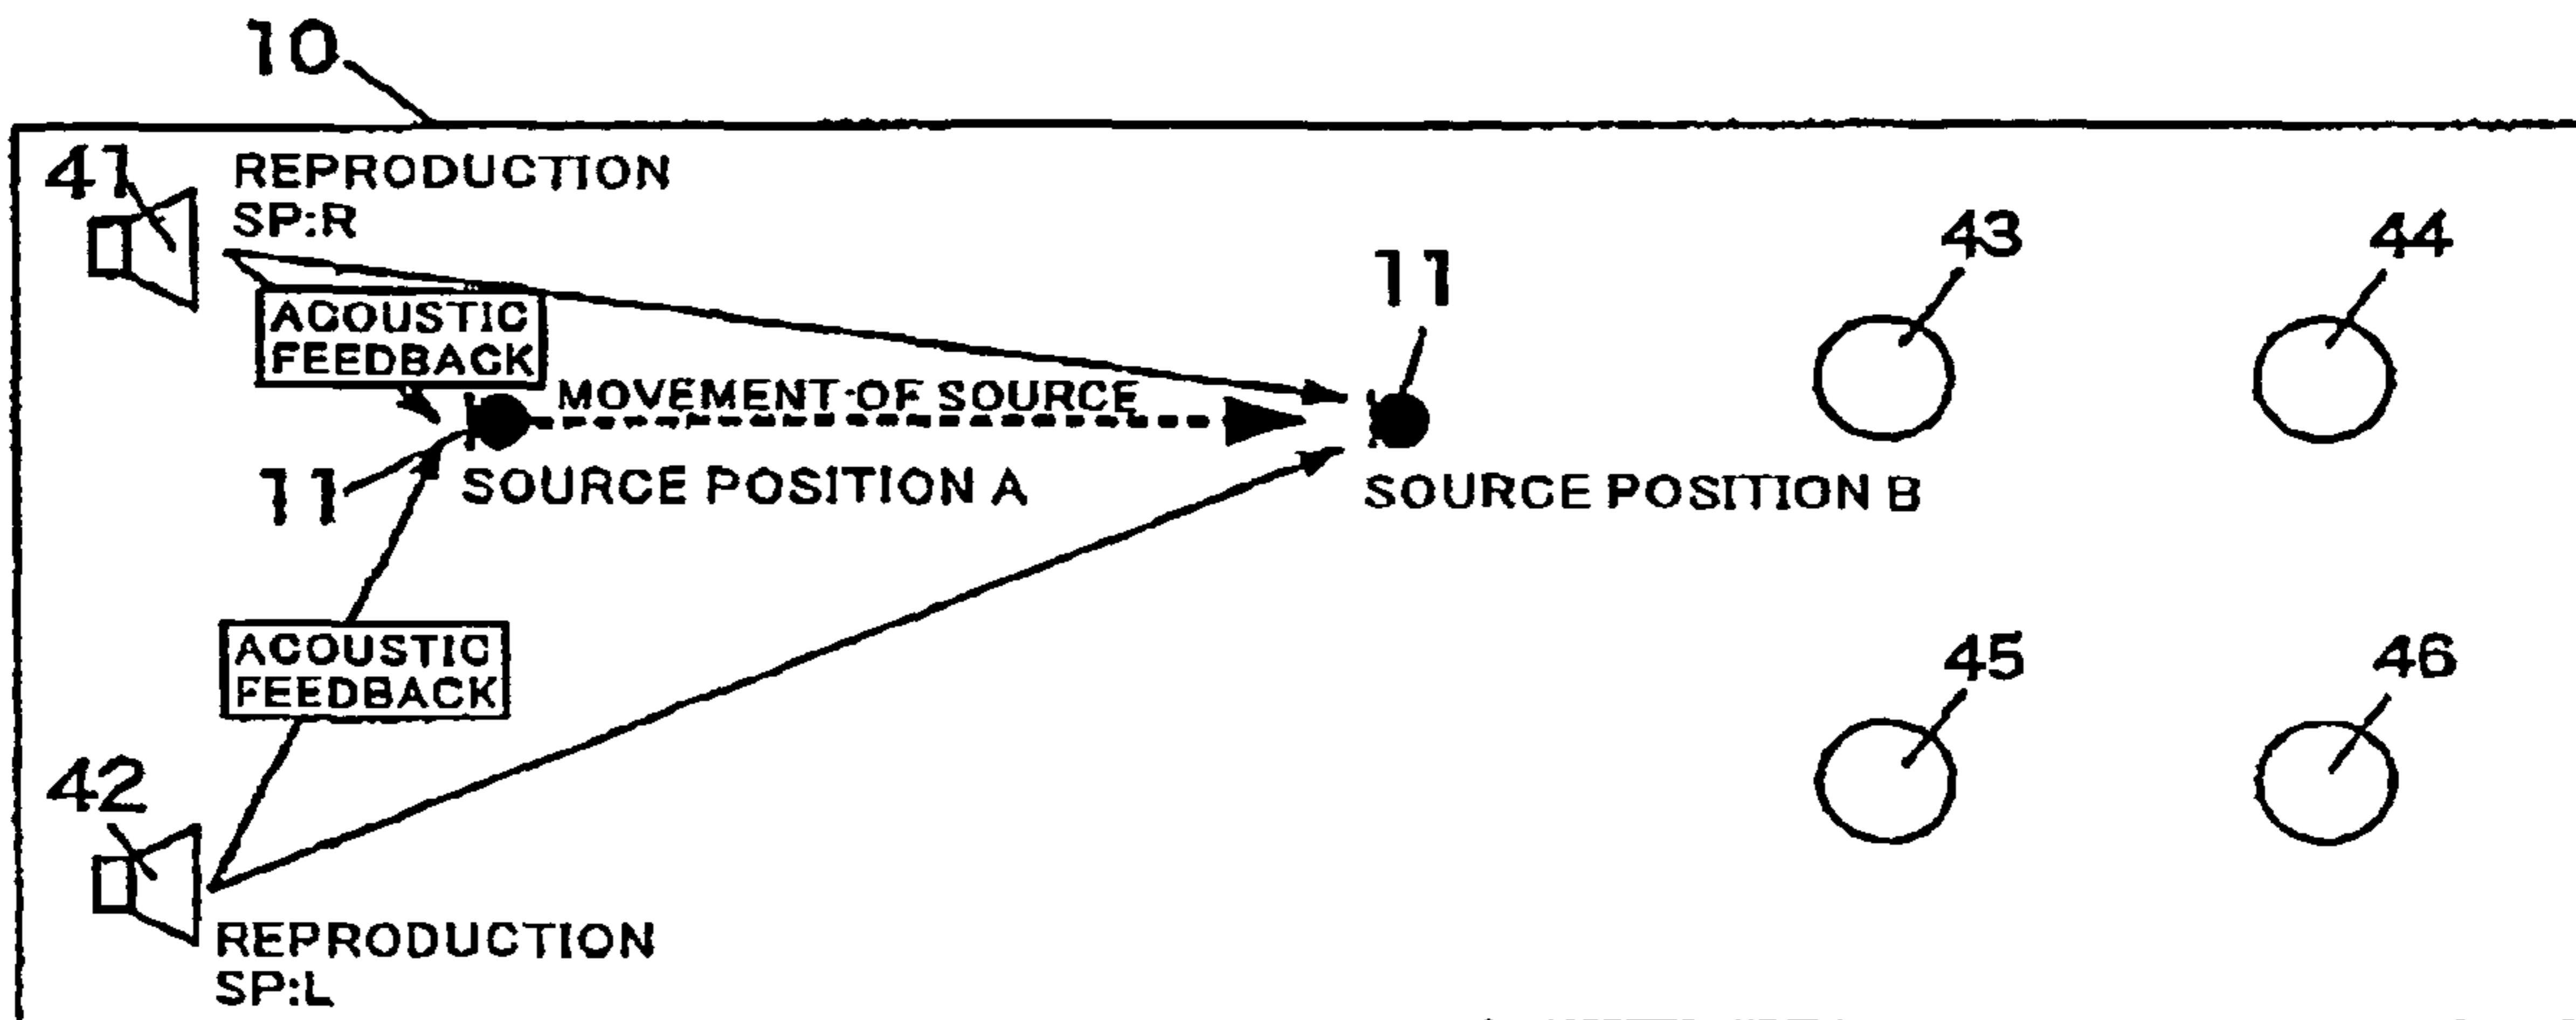 10
41
REPRODUCTION
SP:R
43
44
11
ACOUSTIC
FEEDBACK
MOVEMENT OF SOURCE
11
SOURCE POSITION A
SOURCE POSITION B
ACOUSTIC
FEEDBACK
45
46
42
REPRODUCTION
SP:L